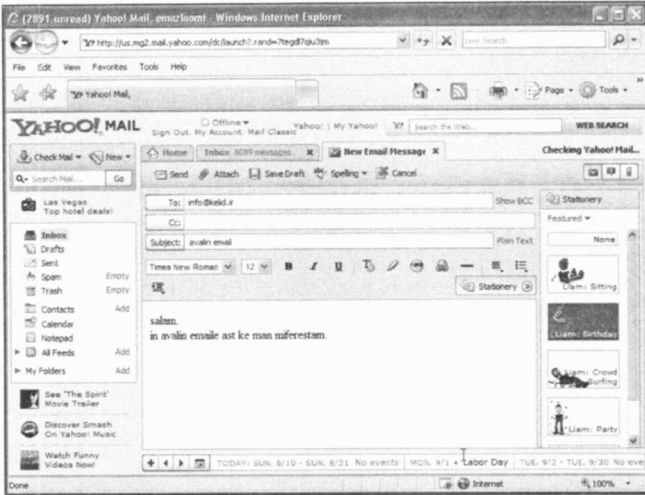 (2891 unread) Yahoo! Mail, emazloomi - Windows Internet Explorer
http://us.mg2.mail.yahoo.com/dc/launch?.rand=7tegdl7qiu3jm
Live Search
File Edit View Favorites Tools Help
Yahoo! Mail,
Page Tools
YAHOO! MAIL
Offline
Sign Out, My Account, Mail Classic
Yahoo! | My Yahoo!
Search the Web...
WEB SEARCH
Check Mail New
Home
Inbox 8089 messages
New Email Message
Checking Yahoo! Mail...
Search Mail... Go
Send Attach Save Draft Spelling Cancel
Las Vegas
Top hotel deals!
To: info@kelid.ir
Show BCC
Cc:
Subject: avalin email
Plain Text
Times New Roman 12 B I U
Stationery
Inbox
Drafts
Sent
Spam Empty
Trash Empty
Contacts Add
Calendar
Notepad
All Feeds Add
My Folders Add
salam.
in avalin emaile ast ke man miferestam.
Stationery
Featured
None
Liam: Sitting
Liam: Birthday
Liam: Crowd
Surfing
Liam: Party
See 'The Spirit'
Movie Trailer
Discover Smash
On Yahoo! Music
Watch Funny
Videos Now!
TODAY: SUN, 8/10 - SUN, 8/31 No events | MON, 9/1 • Labor Day | TUE, 9/2 - TUE, 9/30 No eve
Done
Internet
100%